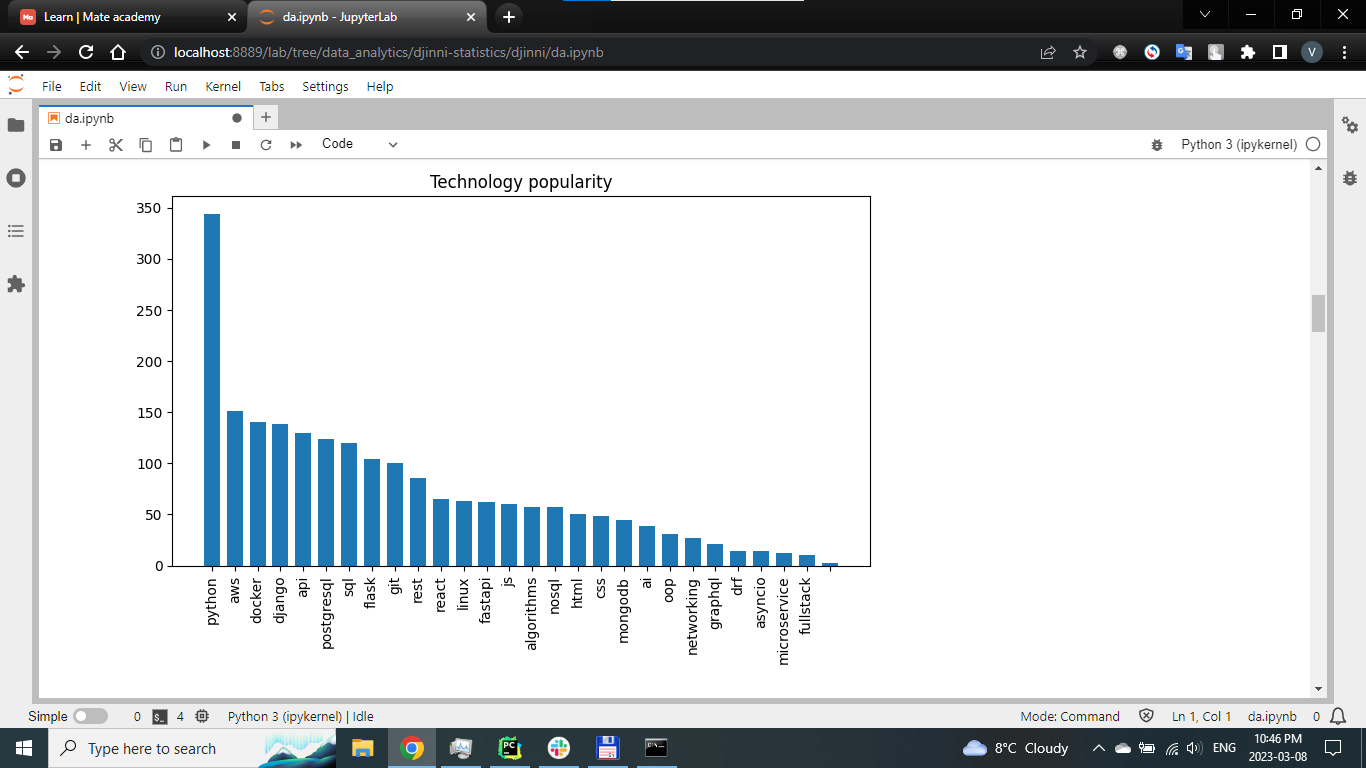 Learn | Mate academy
da.ipynb - JupyterLab
localhost:8889/lab/tree/data_analytics/djinni-statistics/djinni/da.ipynb
V
File Edit View Run Kernel Tabs Settings Help
da.ipynb
Code
Python 3 (ipykernel)
Technology popularity
350
300
250
200
150
100
50
0
python
aws
docker
django
api
postgresql
sql
flask
git
rest
react
linux
fastapi
js
algorithms
nosql
html
css
mongodb
ai
oop
networking
graphql
drf
asyncio
microservice
fullstack
Simple 0 4 Python 3 (ipykernel) | Idle Mode: Command Ln 1, Col 1 da.ipynb 0
Type here to search
PC
8°C Cloudy
ENG
10:46 PM
2023-03-08